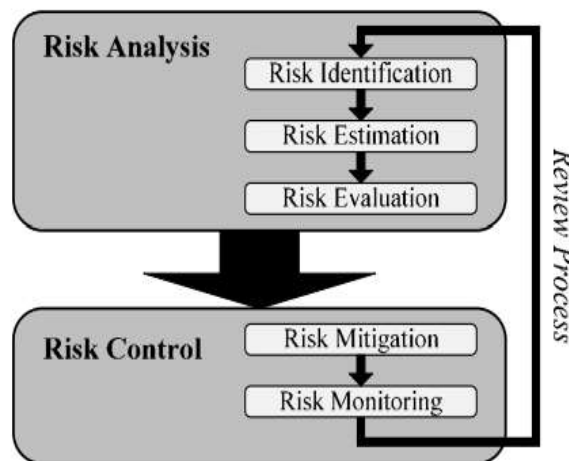 Risk Analysis
Risk Identification
Risk Estimation
Risk Evaluation
Review Process
Risk Control
Risk Mitigation
Risk Monitoring